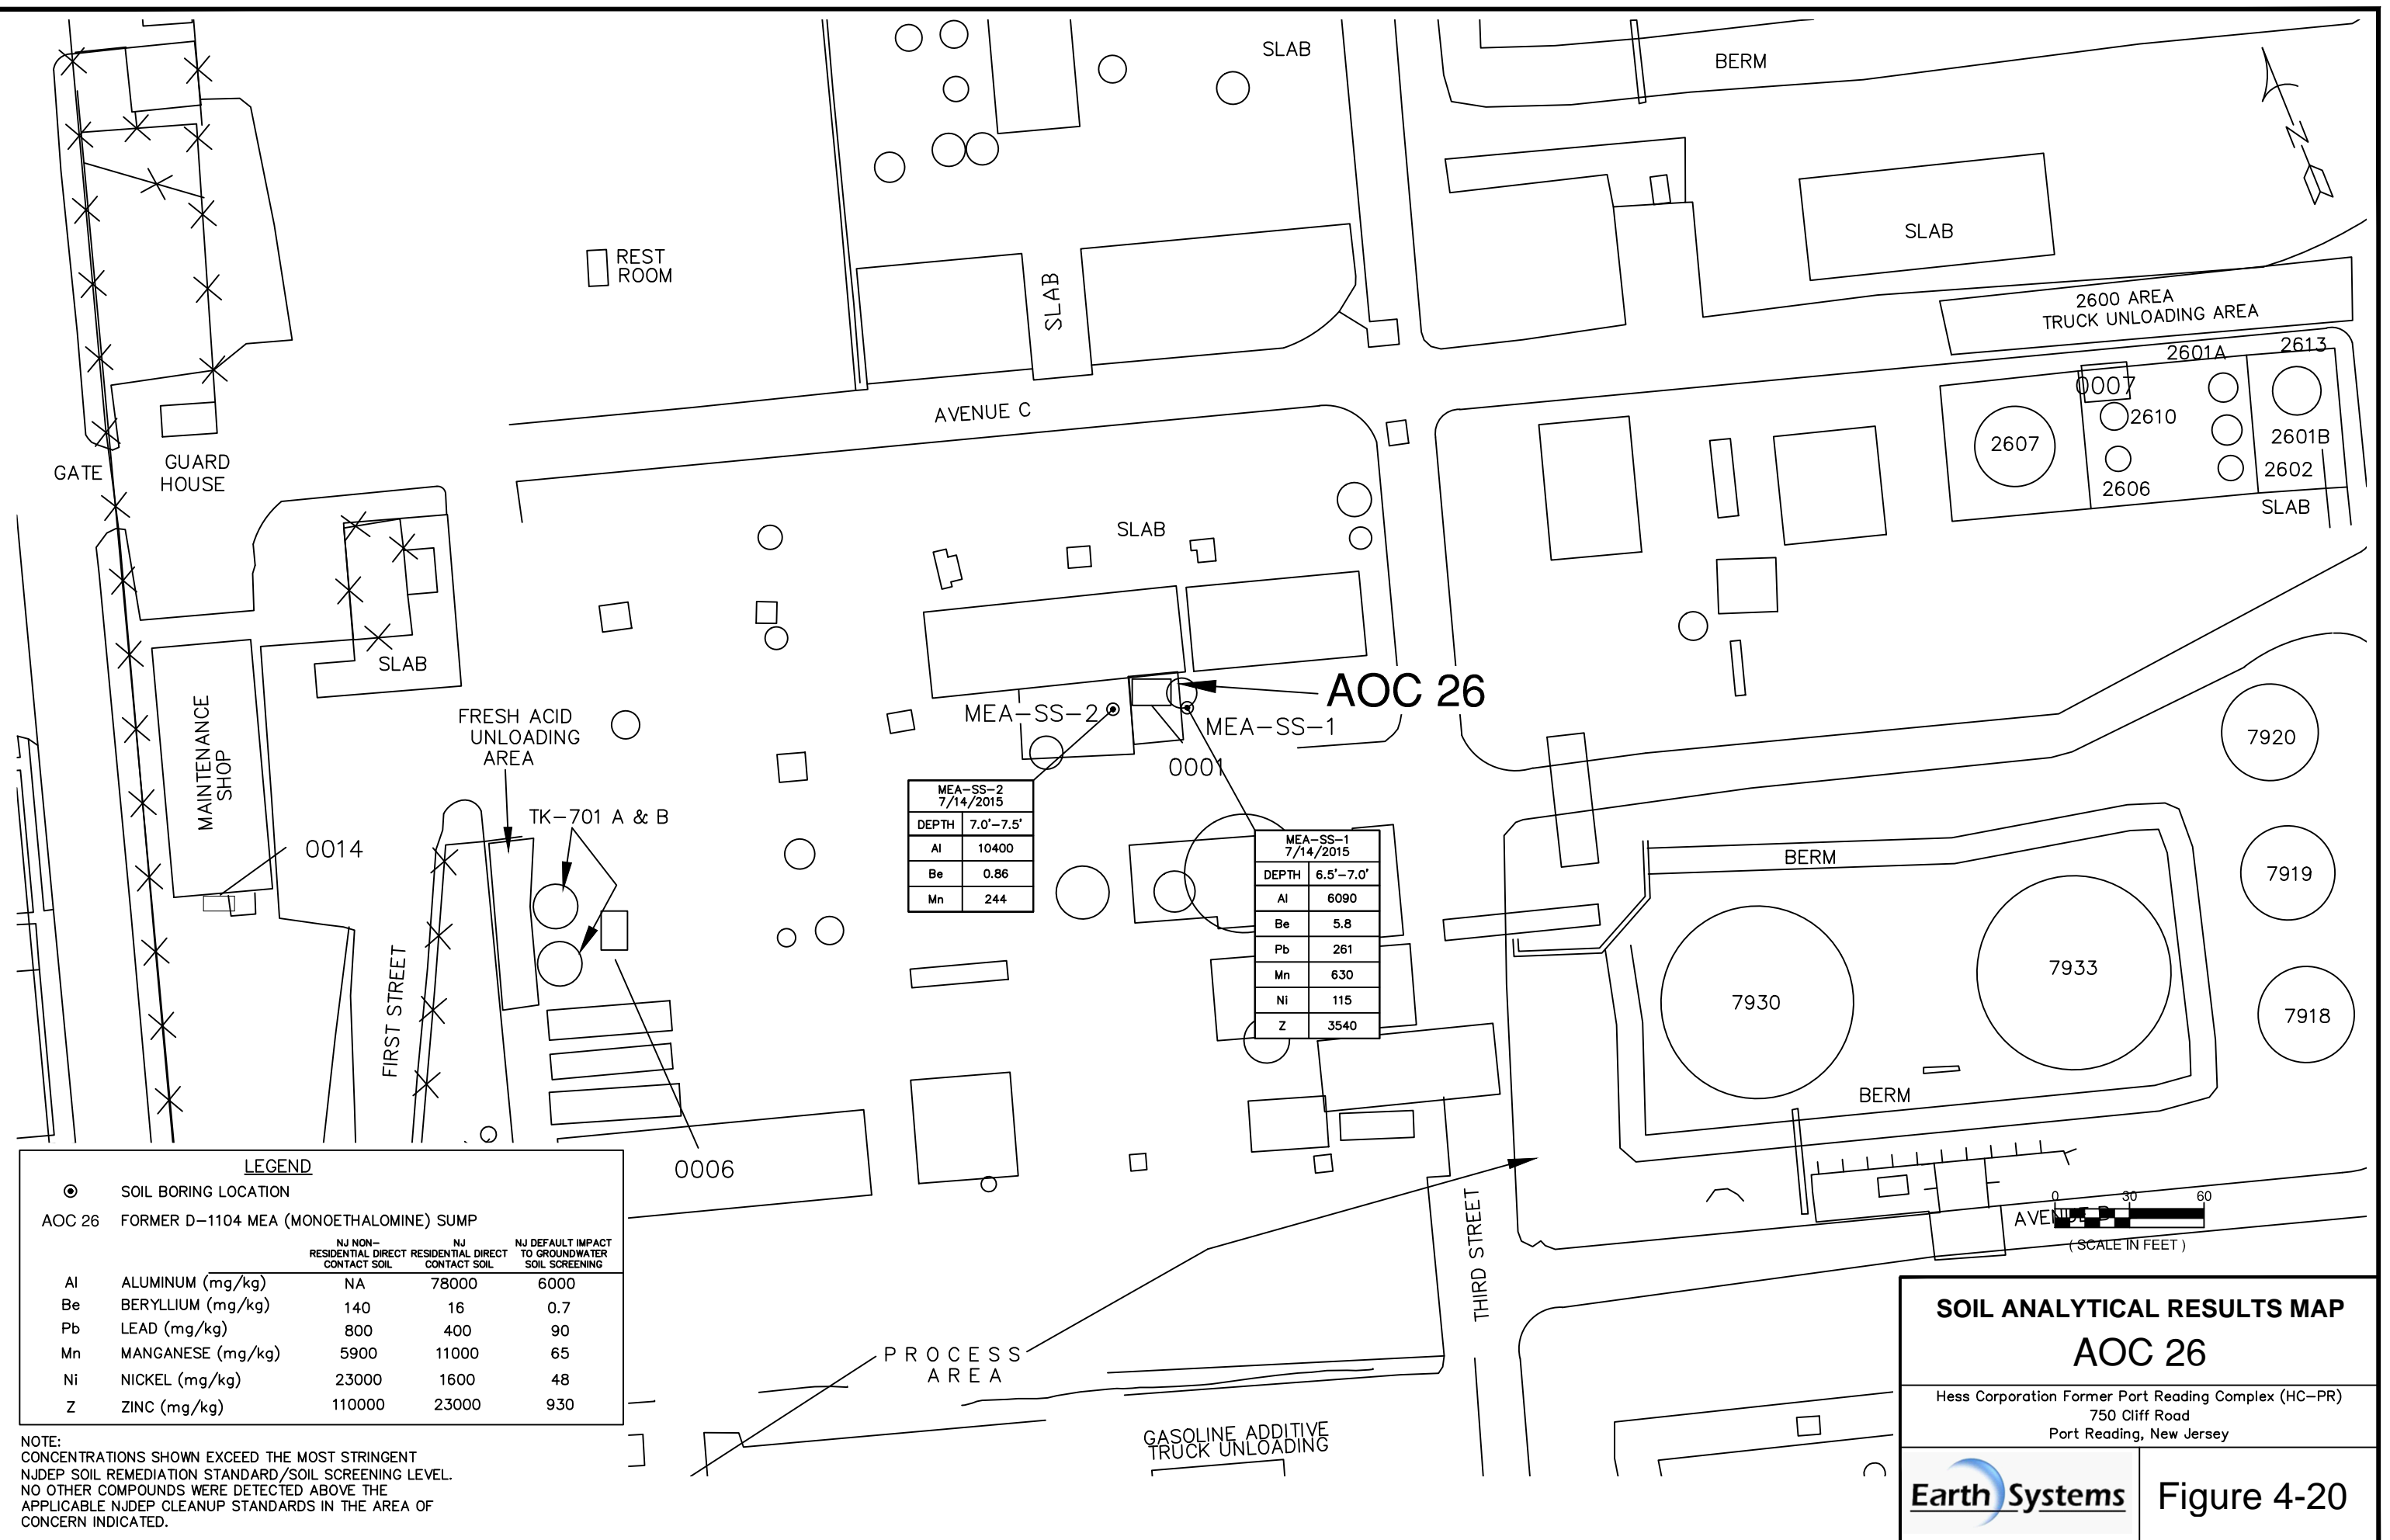 SLAB
BERM
N
REST
ROOM
SLAB
SLAB
2600 AREA
TRUCK UNLOADING AREA
2601A
2613
0007
2610
2607
2601B
2602
2606
SLAB
AVENUE C
GATE
GUARD
HOUSE
SLAB
SLAB
MAINTENANCE
SHOP
FRESH ACID
UNLOADING
AREA
TK-701 A & B
0014
FIRST STREET
0006
AOC 26
MEA-SS-2
MEA-SS-1
0001
MEA-SS-2
7/14/2015
DEPTH 7.0'-7.5'
Al 10400
Be 0.86
Mn 244
MEA-SS-1
7/14/2015
DEPTH 6.5'-7.0'
Al 6090
Be 5.8
Pb 261
Mn 630
Ni 115
Z 3540
7920
BERM
7919
7933
7930
7918
BERM
THIRD STREET
AVENUE D
0 30 60
( SCALE IN FEET )
PROCESS
AREA
GASOLINE ADDITIVE
TRUCK UNLOADING
LEGEND
SOIL BORING LOCATION
AOC 26 FORMER D-1104 MEA (MONOETHALOMINE) SUMP
NJ NON- NJ NJ DEFAULT IMPACT
RESIDENTIAL DIRECT RESIDENTIAL DIRECT TO GROUNDWATER
CONTACT SOIL CONTACT SOIL SOIL SCREENING
Al ALUMINUM (mg/kg) NA 78000 6000
Be BERYLLIUM (mg/kg) 140 16 0.7
Pb LEAD (mg/kg) 800 400 90
Mn MANGANESE (mg/kg) 5900 11000 65
Ni NICKEL (mg/kg) 23000 1600 48
Z ZINC (mg/kg) 110000 23000 930
NOTE:
CONCENTRATIONS SHOWN EXCEED THE MOST STRINGENT
NJDEP SOIL REMEDIATION STANDARD/SOIL SCREENING LEVEL.
NO OTHER COMPOUNDS WERE DETECTED ABOVE THE
APPLICABLE NJDEP CLEANUP STANDARDS IN THE AREA OF
CONCERN INDICATED.
SOIL ANALYTICAL RESULTS MAP
AOC 26
Hess Corporation Former Port Reading Complex (HC-PR)
750 Cliff Road
Port Reading, New Jersey
Earth Systems
Figure 4-20